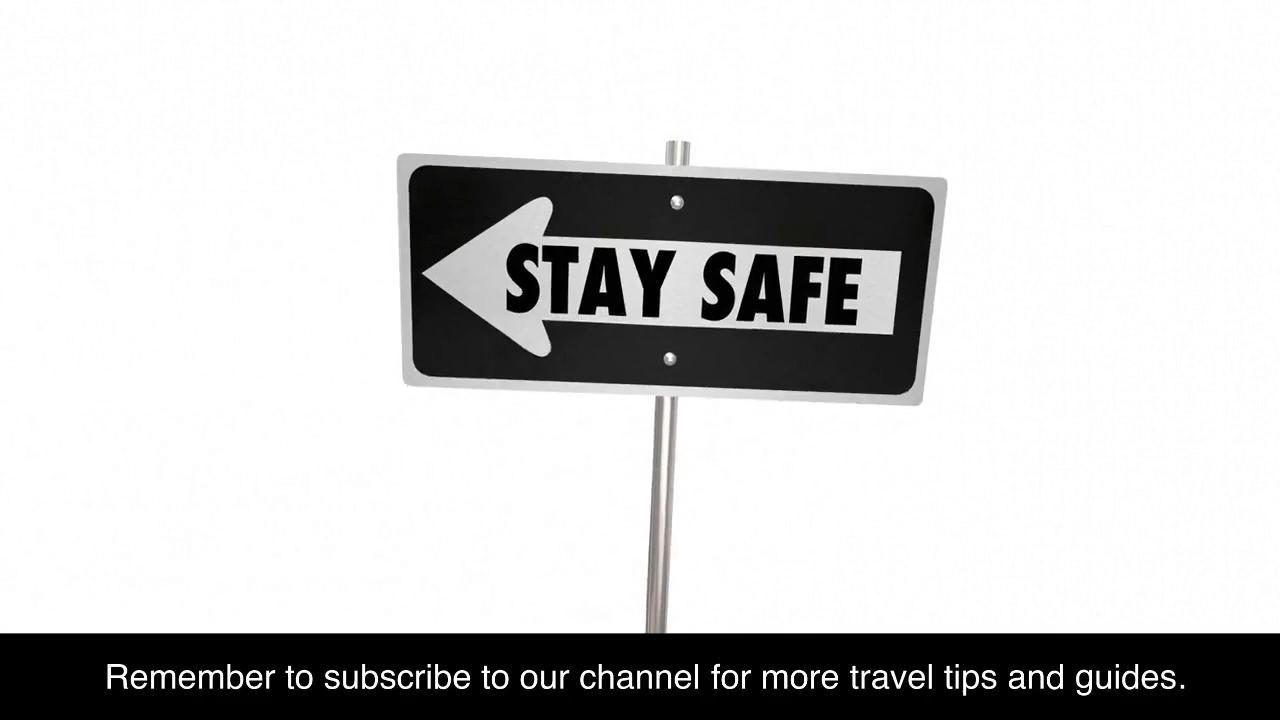 STAY SAFE
Remember to subscribe to our channel for more travel tips and guides.